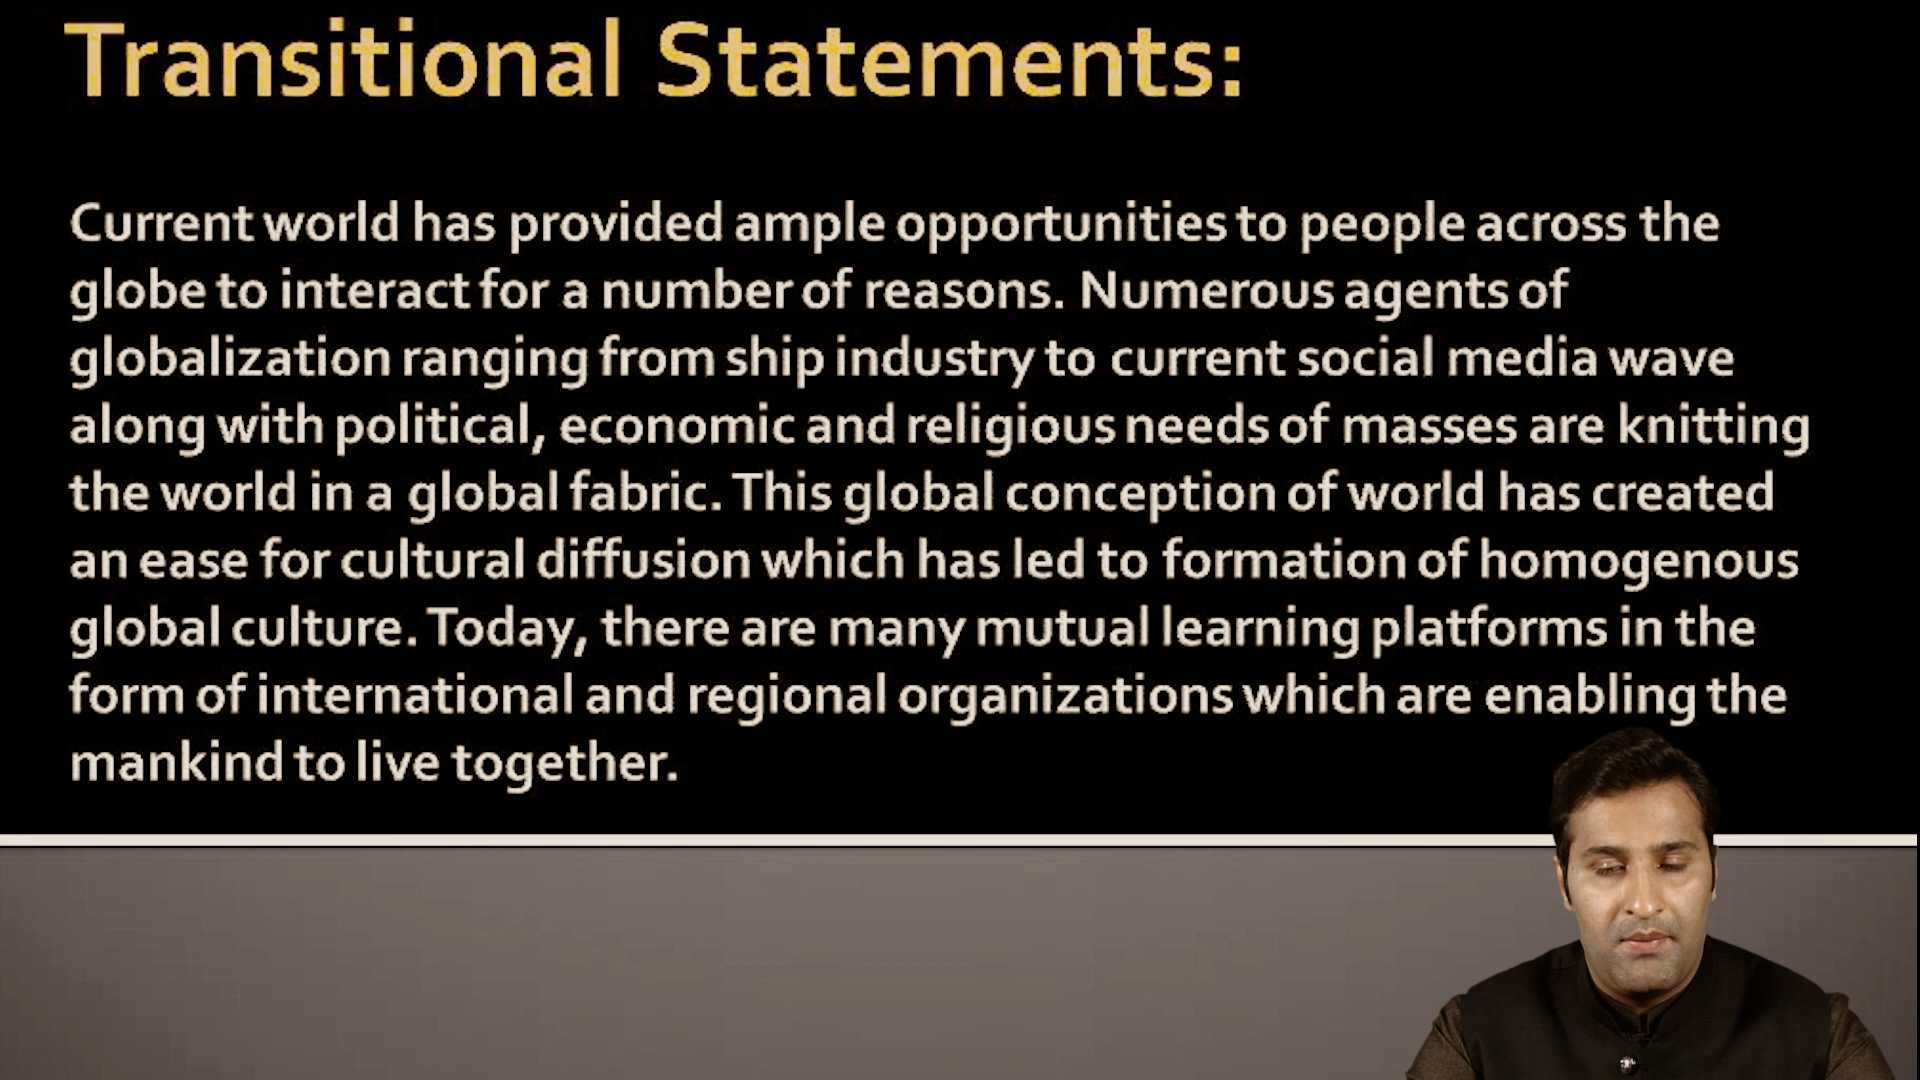 Transitional Statements:
Current world has provided ample opportunities to people across the
globe to interact for a number of reasons. Numerous agents of
globalization ranging from ship industry to current social media wave
along with political, economic and religious needs of masses are knitting
the world in a global fabric. This global conception of world has created
an ease for cultural diffusion which has led to formation of homogenous
global culture. Today, there are many mutual learning platforms in the
form of international and regional organizations which are enabling the
mankind to live together.